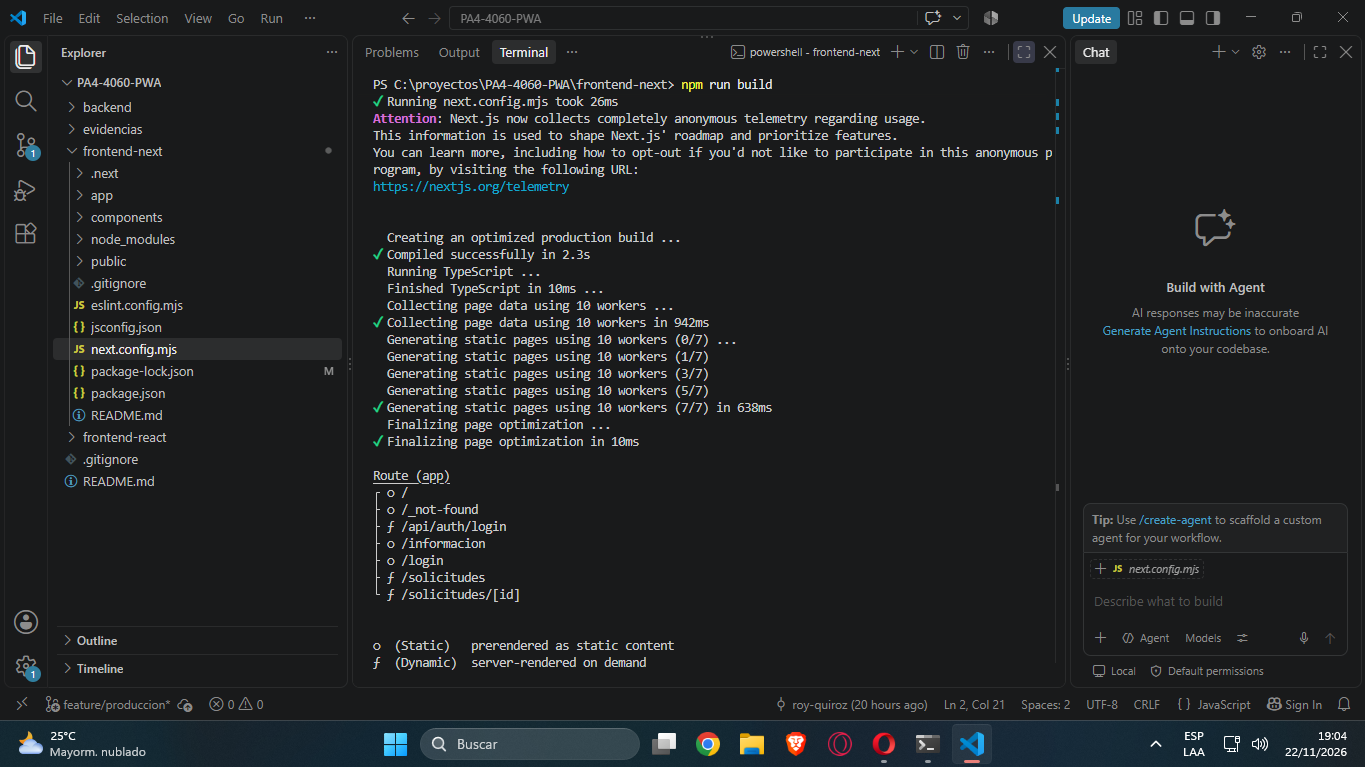 File Edit Selection View Go Run ...
PA4-4060-PWA
Update
Explorer
PA4-4060-PWA
backend
evidencias
frontend-next
.next
app
components
node_modules
public
.gitignore
eslint.config.mjs
jsconfig.json
next.config.mjs
package-lock.json M
package.json
README.md
frontend-react
.gitignore
README.md
Outline
Timeline
1
1
Problems Output Terminal ...
powershell - frontend-next
PS C:\proyectos\PA4-4060-PWA\frontend-next> npm run build
✓ Running next.config.mjs took 26ms
Attention: Next.js now collects completely anonymous telemetry regarding usage.
This information is used to shape Next.js' roadmap and prioritize features.
You can learn more, including how to opt-out if you'd not like to participate in this anonymous p
rogram, by visiting the following URL:
https://nextjs.org/telemetry
Creating an optimized production build ...
✓ Compiled successfully in 2.3s
Running TypeScript ...
Finished TypeScript in 10ms ...
Collecting page data using 10 workers ...
✓ Collecting page data using 10 workers in 942ms
Generating static pages using 10 workers (0/7) ...
Generating static pages using 10 workers (1/7)
Generating static pages using 10 workers (3/7)
Generating static pages using 10 workers (5/7)
✓ Generating static pages using 10 workers (7/7) in 638ms
Finalizing page optimization ...
✓ Finalizing page optimization in 10ms
Route (app)
┌ ○ /
├ ○ /_not-found
├ ƒ /api/auth/login
├ ○ /informacion
├ ○ /login
├ ƒ /solicitudes
└ ƒ /solicitudes/[id]
○ (Static) prerendered as static content
ƒ (Dynamic) server-rendered on demand
Chat
Build with Agent
AI responses may be inaccurate
Generate Agent Instructions to onboard AI
onto your codebase.
Tip: Use /create-agent to scaffold a custom
agent for your workflow.
JS next.config.mjs
Describe what to build
Agent Models
Local Default permissions
feature/produccion* 0 0 roy-quiroz (20 hours ago) Ln 2, Col 21 Spaces: 2 UTF-8 CRLF { } JavaScript Sign In
25°C
Mayorm. nublado
Buscar
ESP
LAA
19:04
22/11/2026